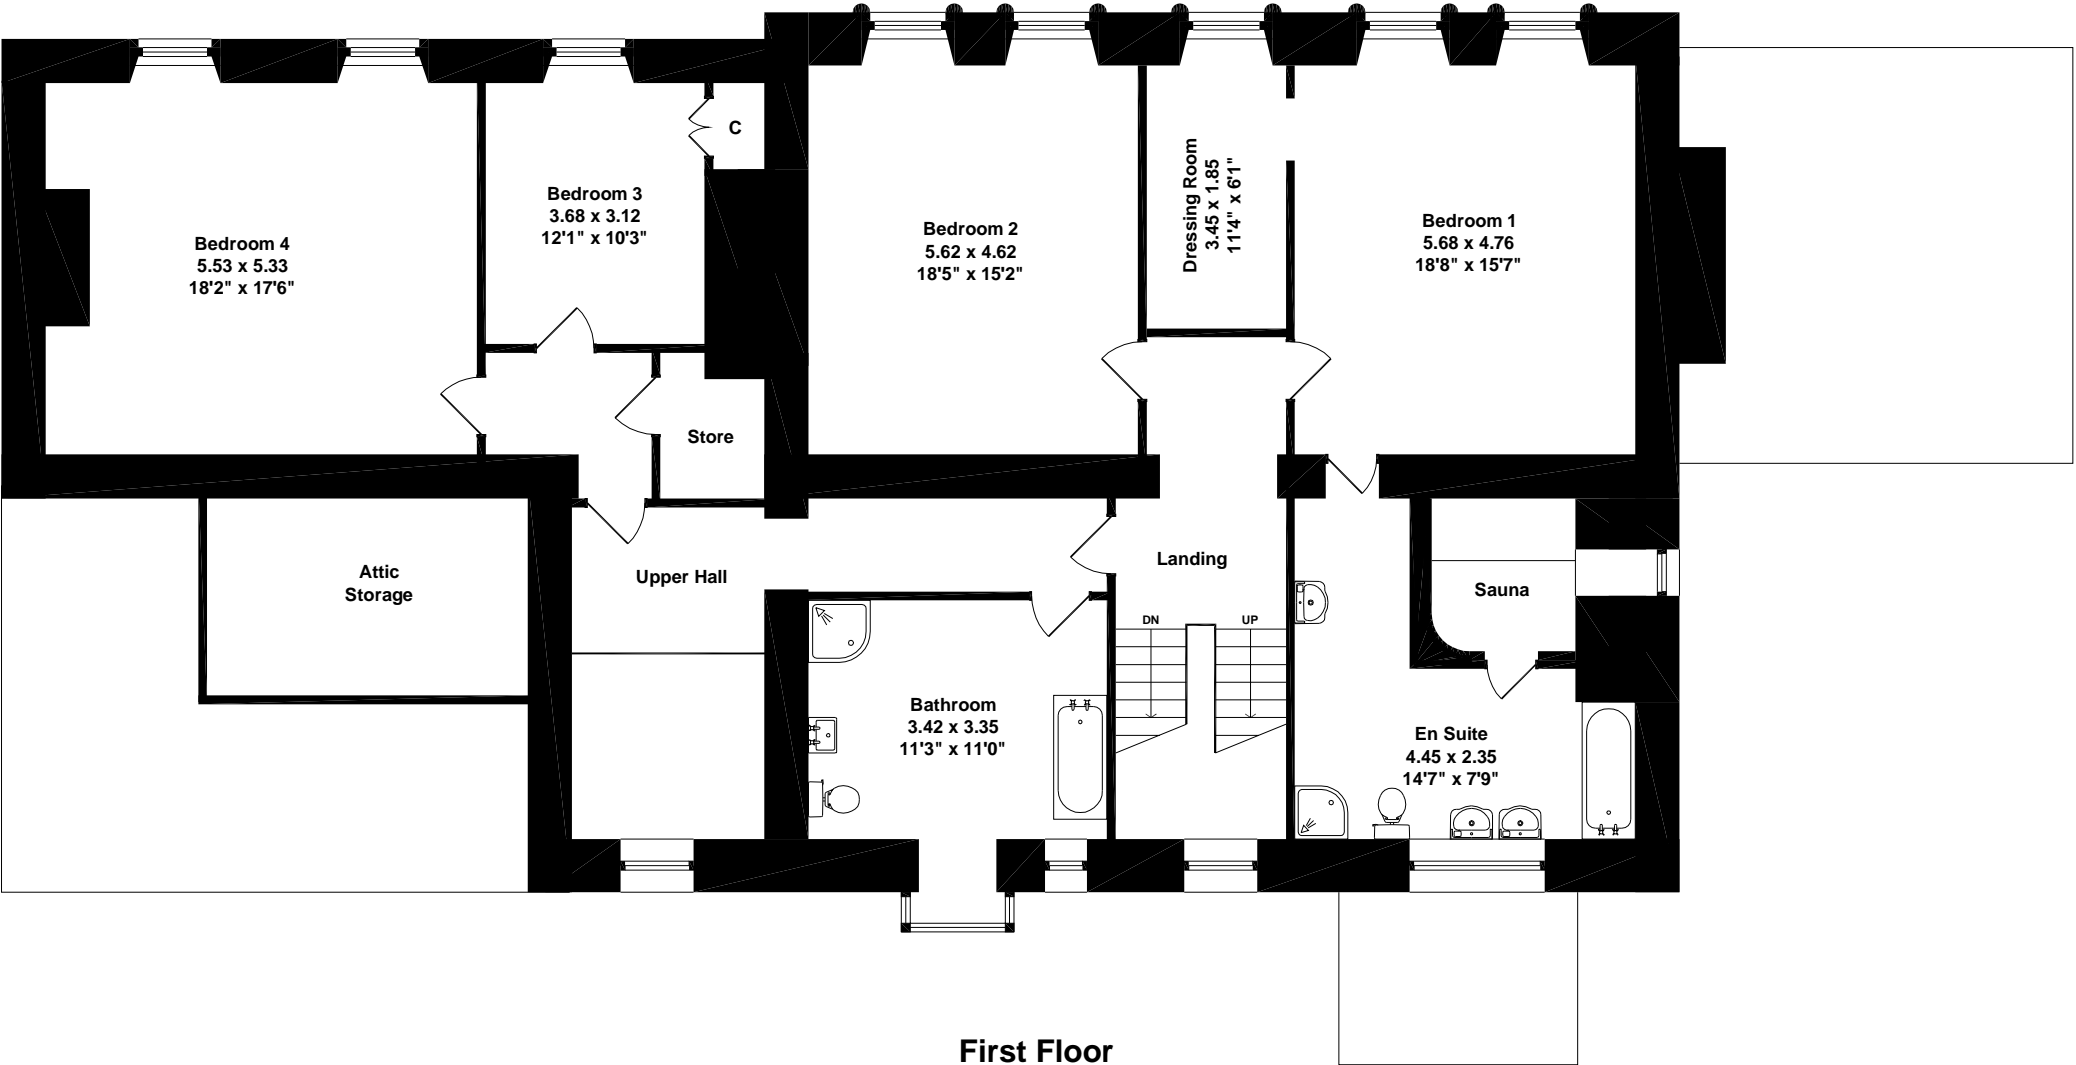 Bedroom 4
5.53 x 5.33
18'2" x 17'6"
Bedroom 3
3.68 x 3.12
12'1" x 10'3"
C
Bedroom 2
5.62 x 4.62
18'5" x 15'2"
Dressing Room
3.45 x 1.85
11'4" x 6'1"
Bedroom 1
5.68 x 4.76
18'8" x 15'7"
Store
Attic
Storage
Upper Hall
Landing
Sauna
DN
UP
Bathroom
3.42 x 3.35
11'3" x 11'0"
En Suite
4.45 x 2.35
14'7" x 7'9"
First Floor